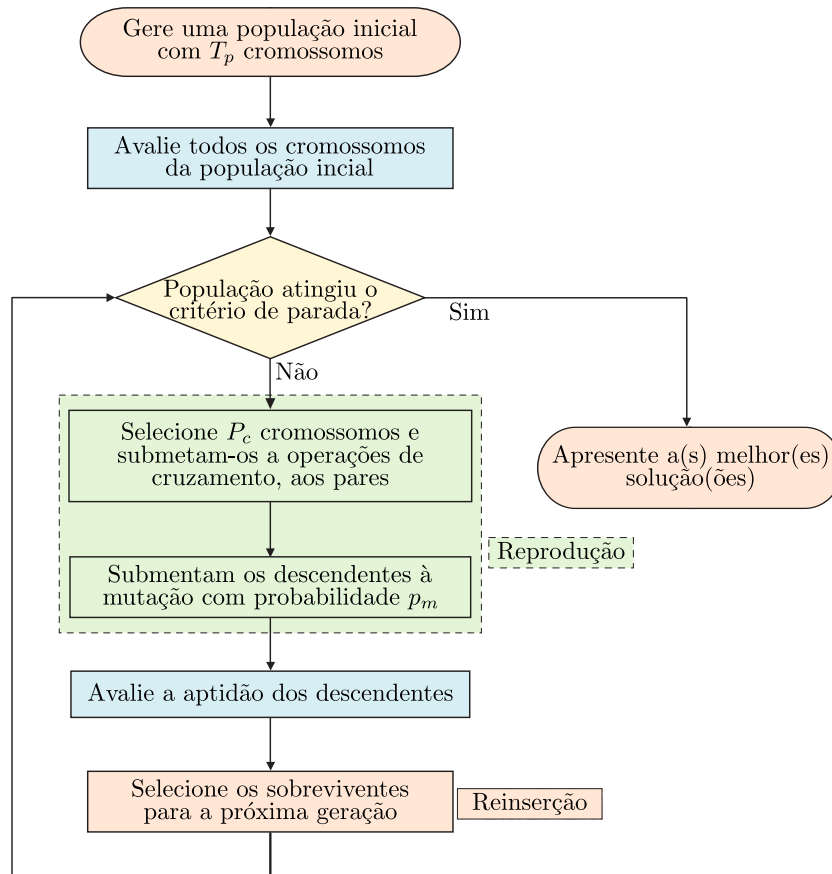 Gere uma população inicial
com T_p cromossomos
Avalie todos os cromossomos
da população incial
População atingiu o
critério de parada?
Sim
Não
Selecione P_c cromossomos e
submetam-os a operações de
cruzamento, aos pares
Apresente a(s) melhor(es)
solução(ões)
Reprodução
Submentam os descendentes à
mutação com probabilidade p_m
Avalie a aptidão dos descendentes
Selecione os sobreviventes
para a próxima geração
Reinserção